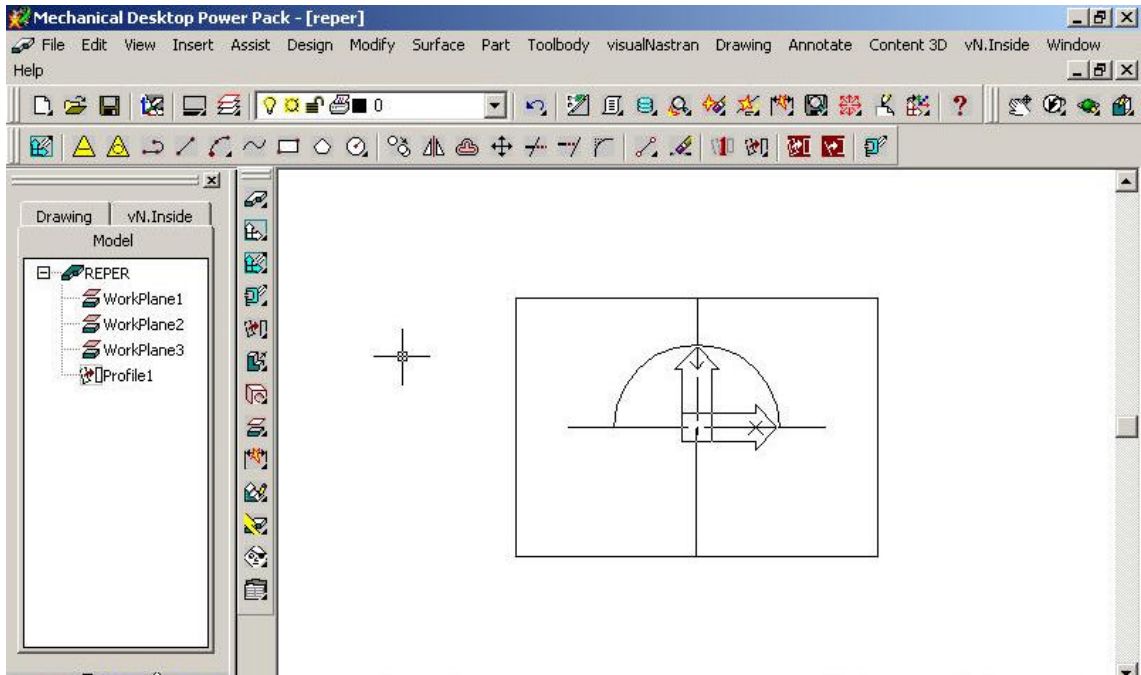 Mechanical Desktop Power Pack - [reper]
File Edit View Insert Assist Design Modify Surface Part Toolbody visualNastran Drawing Annotate Content 3D vN.Inside Window
Help
0
Drawing vN.Inside
Model
REPER
WorkPlane1
WorkPlane2
WorkPlane3
Profile1